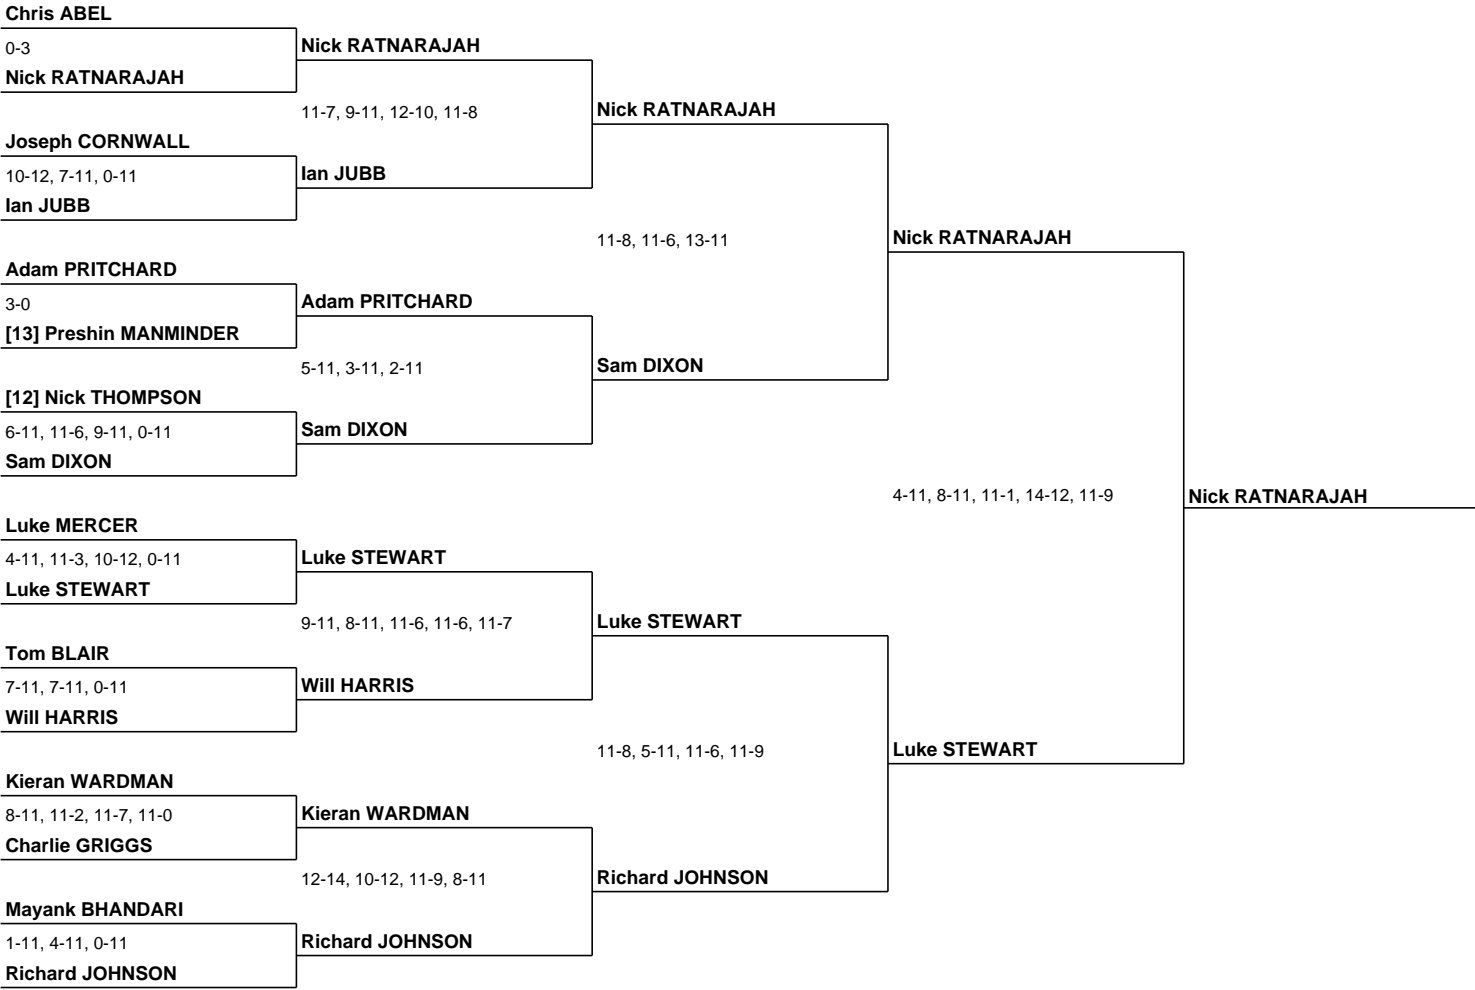 Chris ABEL
0-3
Nick RATNARAJAH
Joseph CORNWALL
10-12, 7-11, 0-11
Ian JUBB
Adam PRITCHARD
3-0
[13] Preshin MANMINDER
[12] Nick THOMPSON
6-11, 11-6, 9-11, 0-11
Sam DIXON
Luke MERCER
4-11, 11-3, 10-12, 0-11
Luke STEWART
Tom BLAIR
7-11, 7-11, 0-11
Will HARRIS
Kieran WARDMAN
8-11, 11-2, 11-7, 11-0
Charlie GRIGGS
Mayank BHANDARI
1-11, 4-11, 0-11
Richard JOHNSON
Nick RATNARAJAH
11-7, 9-11, 12-10, 11-8
Ian JUBB
Adam PRITCHARD
5-11, 3-11, 2-11
Sam DIXON
Luke STEWART
9-11, 8-11, 11-6, 11-6, 11-7
Will HARRIS
Kieran WARDMAN
12-14, 10-12, 11-9, 8-11
Richard JOHNSON
Nick RATNARAJAH
11-8, 11-6, 13-11
Sam DIXON
Luke STEWART
11-8, 5-11, 11-6, 11-9
Richard JOHNSON
Nick RATNARAJAH
4-11, 8-11, 11-1, 14-12, 11-9
Luke STEWART
Nick RATNARAJAH